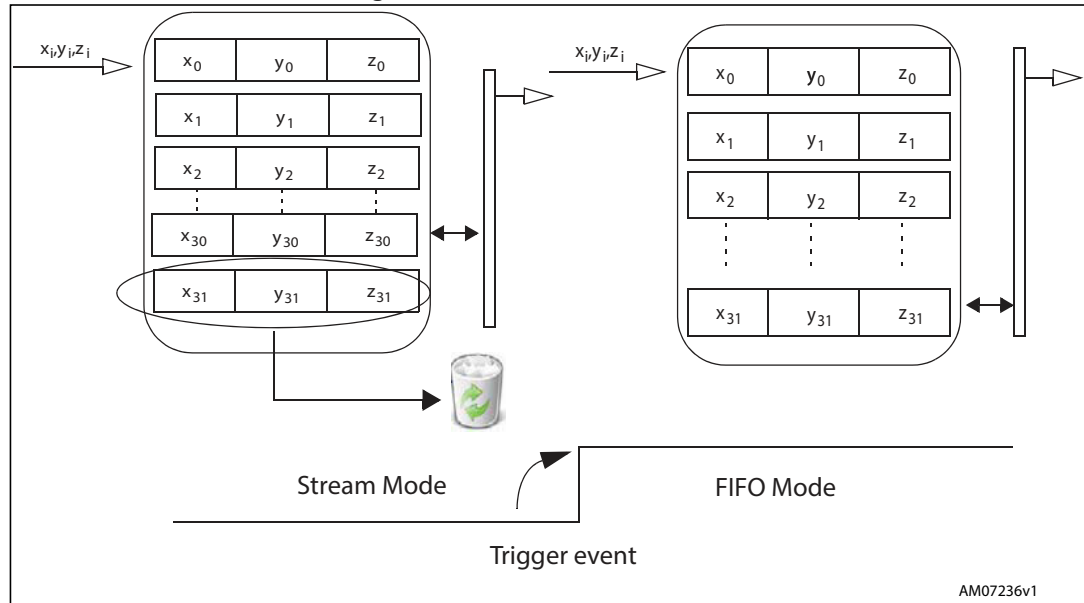 xi,yi,zi
x0 y0 z0
x1 y1 z1
x2 y2 z2
x30 y30 z30
x31 y31 z31
xi,yi,zi
x0 y0 z0
x1 y1 z1
x2 y2 z2
x31 y31 z31
Stream Mode
FIFO Mode
Trigger event
AM07236v1